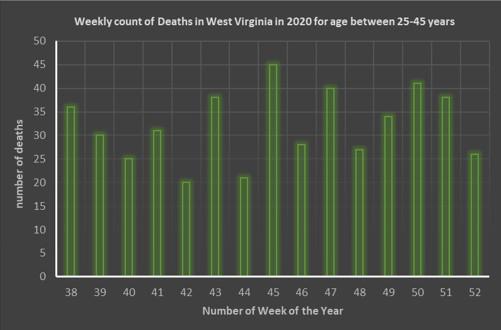 Weekly count of Deaths in West Virginia in 2020 for age between 25-45 years
50
45
40
35
30
25
20
15
10
5
0
number of deaths
38 39 40 41 42 43 44 45 46 47 48 49 50 51 52
Number of Week of the Year